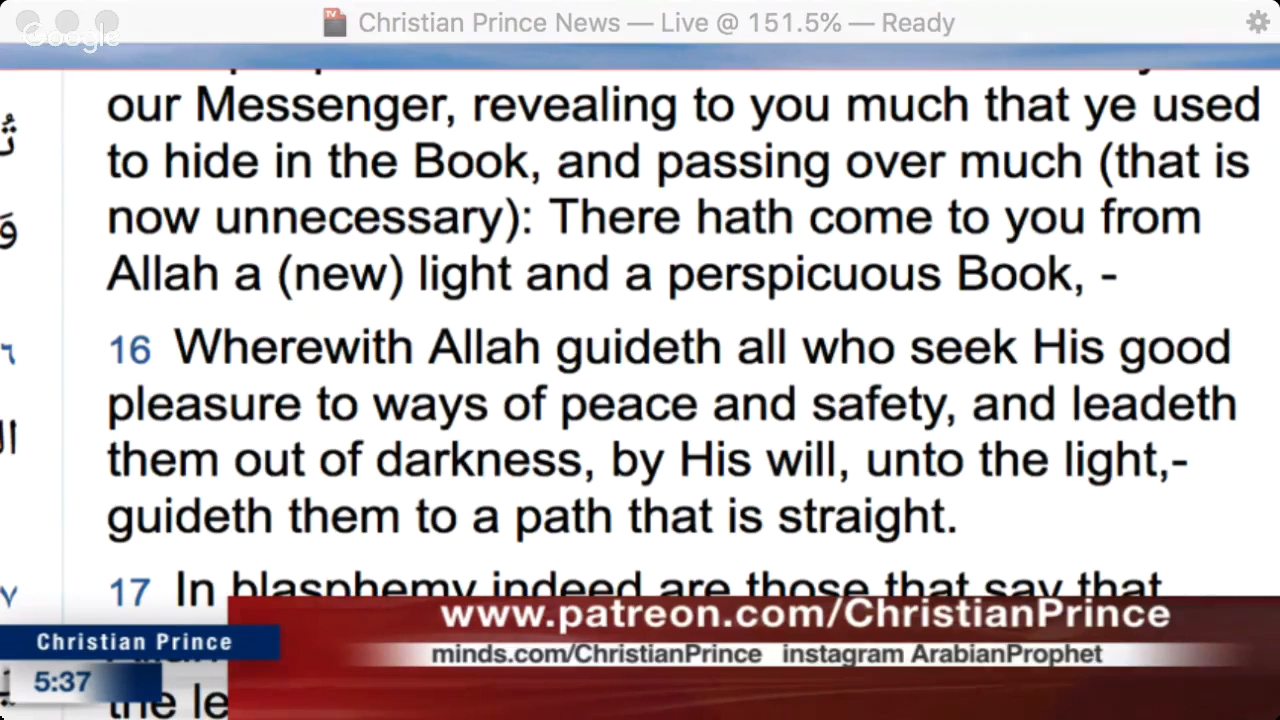 Christian Prince News — Live @ 151.5% — Ready
Google
our Messenger, revealing to you much that ye used
to hide in the Book, and passing over much (that is
now unnecessary): There hath come to you from
Allah a (new) light and a perspicuous Book, -
16 Wherewith Allah guideth all who seek His good
pleasure to ways of peace and safety, and leadeth
them out of darkness, by His will, unto the light,-
guideth them to a path that is straight.
17 In blasphemy indeed are those that say that
the le
www.patreon.com/ChristianPrince
minds.com/ChristianPrince instagram ArabianProphet
Christian Prince
5:37